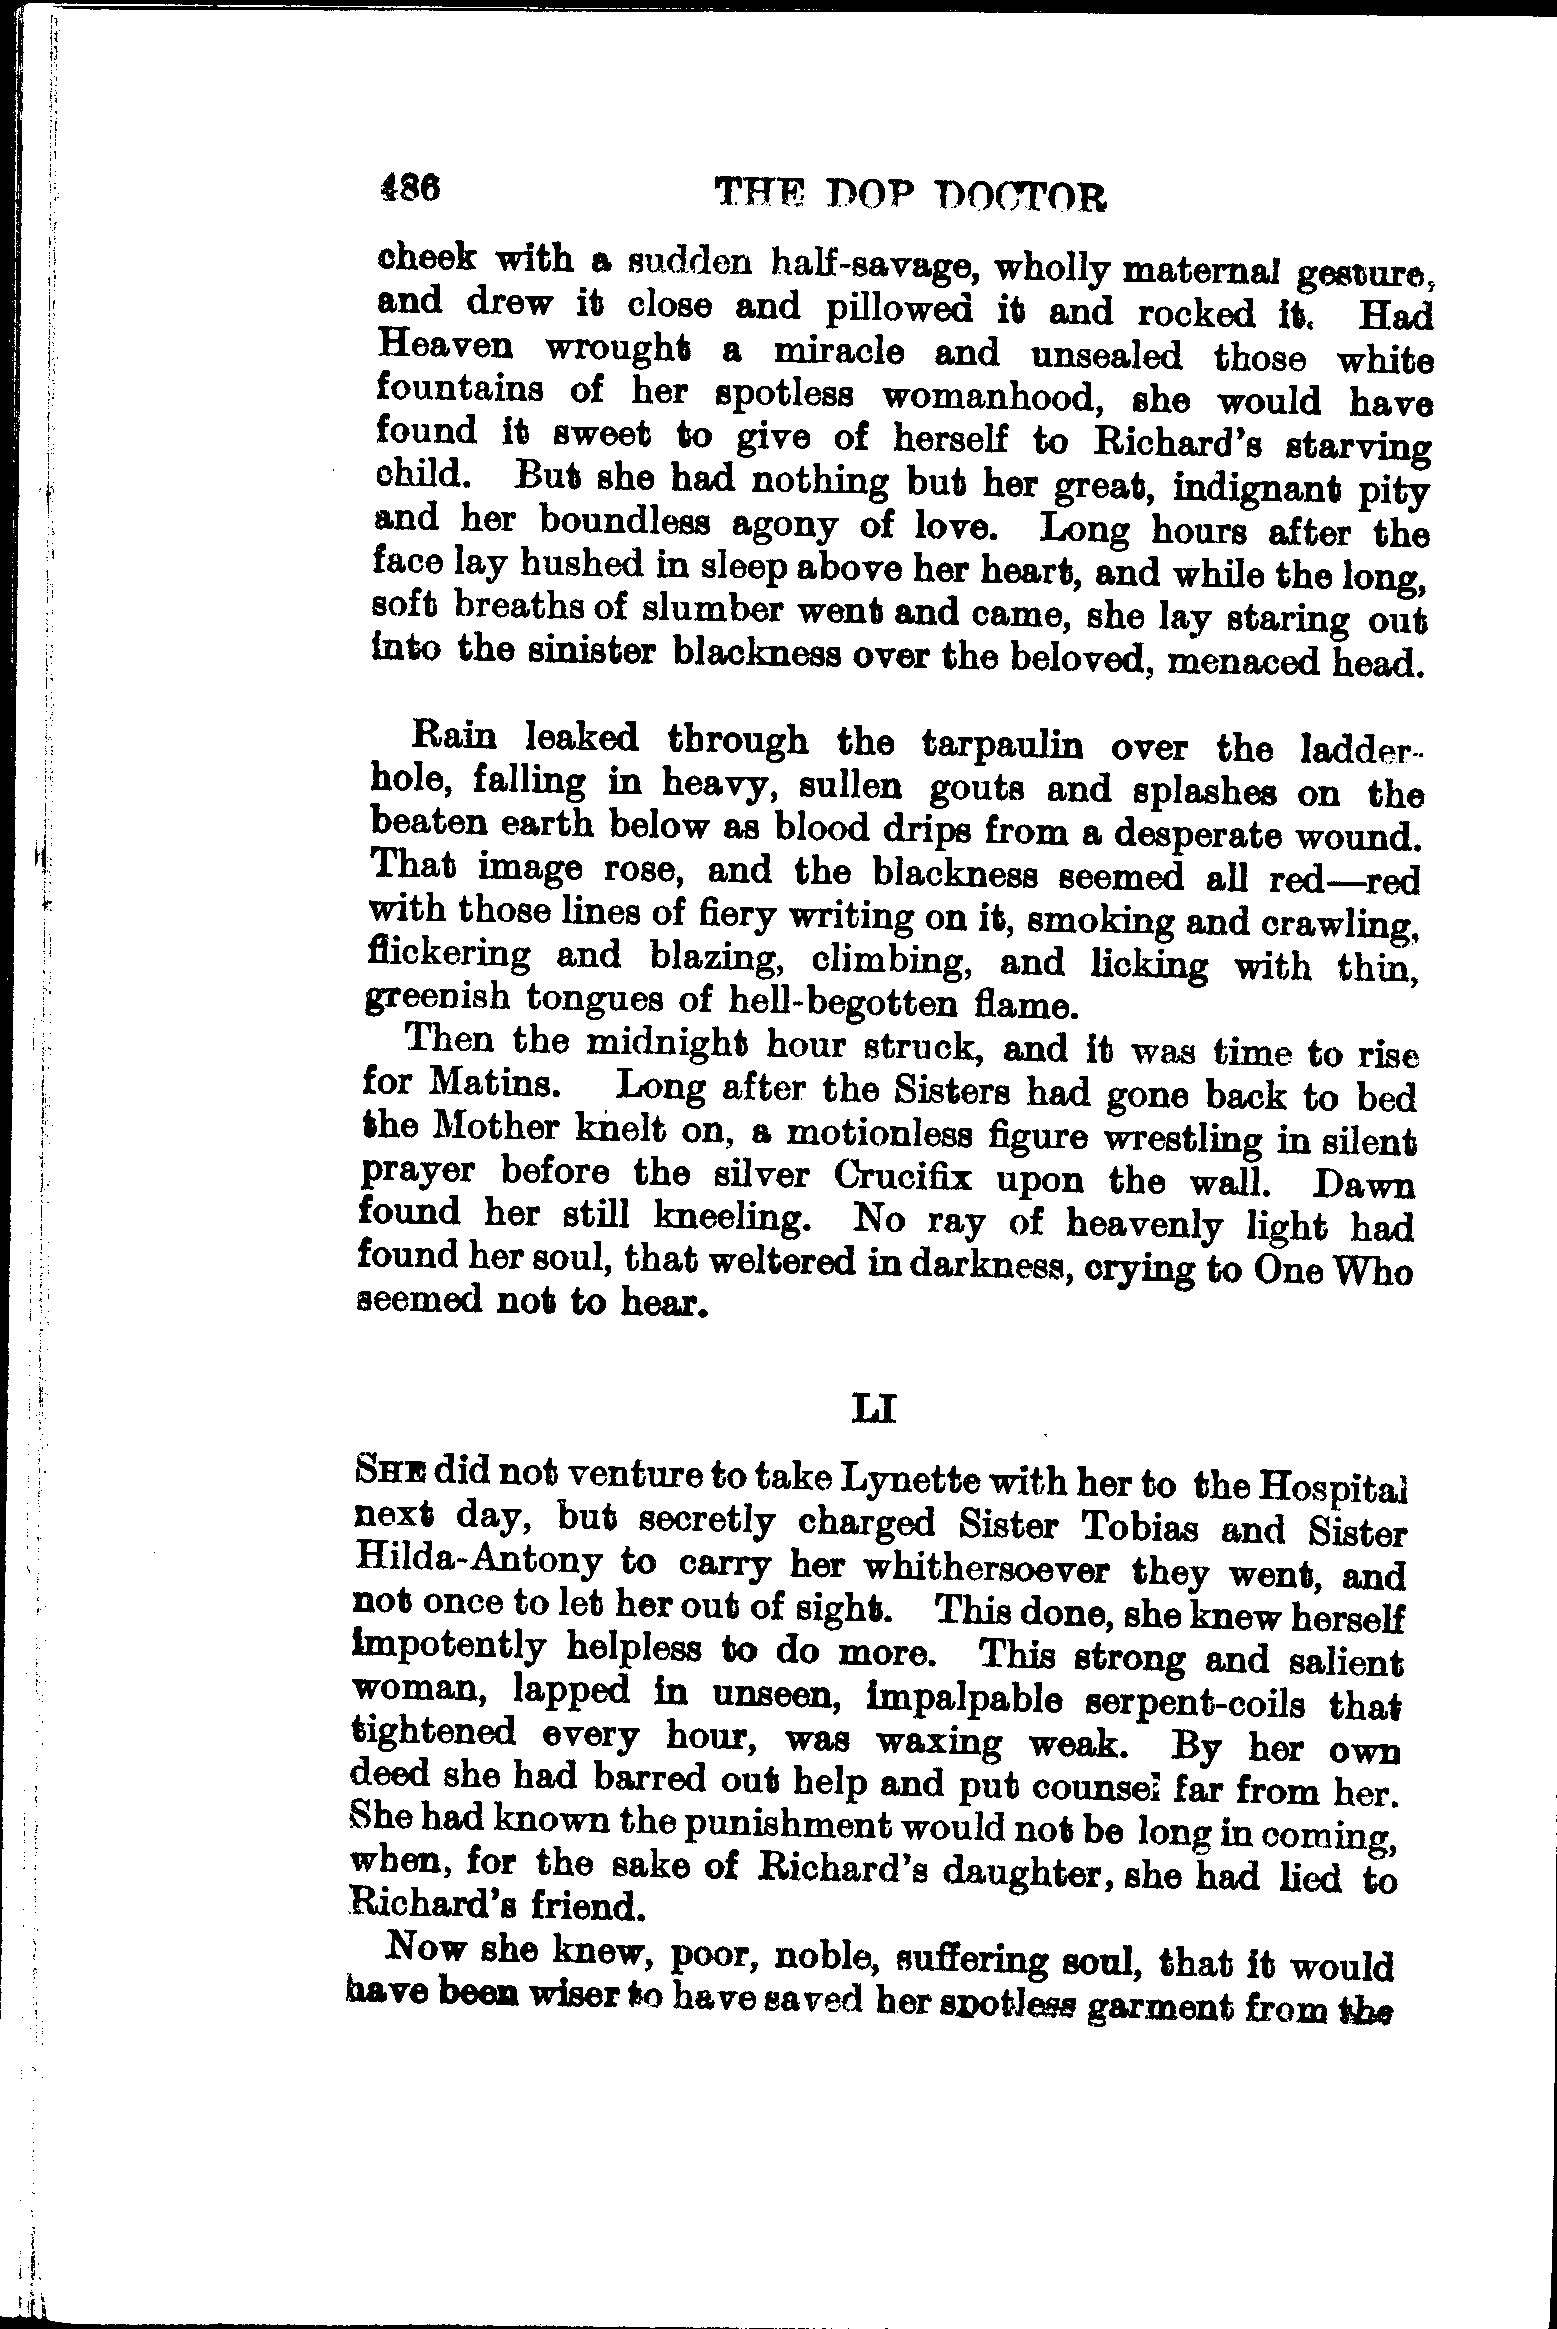 486 THE DOP DOCTOR
cheek with a sudden half-savage, wholly maternal gesture,
and drew it close and pillowed it and rocked it. Had
Heaven wrought a miracle and unsealed those white
fountains of her spotless womanhood, she would have
found it sweet to give of herself to Richard's starving
child. But she had nothing but her great, indignant pity
and her boundless agony of love. Long hours after the
face lay hushed in sleep above her heart, and while the long,
soft breaths of slumber went and came, she lay staring out
into the sinister blackness over the beloved, menaced head.
Rain leaked through the tarpaulin over the ladder-
hole, falling in heavy, sullen gouts and splashes on the
beaten earth below as blood drips from a desperate wound.
That image rose, and the blackness seemed all red—red
with those lines of fiery writing on it, smoking and crawling,
flickering and blazing, climbing, and licking with thin,
greenish tongues of hell-begotten flame.
Then the midnight hour struck, and it was time to rise
for Matins. Long after the Sisters had gone back to bed
the Mother knelt on, a motionless figure wrestling in silent
prayer before the silver Crucifix upon the wall. Dawn
found her still kneeling. No ray of heavenly light had
found her soul, that weltered in darkness, crying to One Who
seemed not to hear.
LI
SHE did not venture to take Lynette with her to the Hospital
next day, but secretly charged Sister Tobias and Sister
Hilda-Antony to carry her whithersoever they went, and
not once to let her out of sight. This done, she knew herself
impotently helpless to do more. This strong and salient
woman, lapped in unseen, impalpable serpent-coils that
tightened every hour, was waxing weak. By her own
deed she had barred out help and put counsel far from her.
She had known the punishment would not be long in coming,
when, for the sake of Richard's daughter, she had lied to
Richard's friend.
Now she knew, poor, noble, suffering soul, that it would
have been wiser to have saved her spotless garment from the